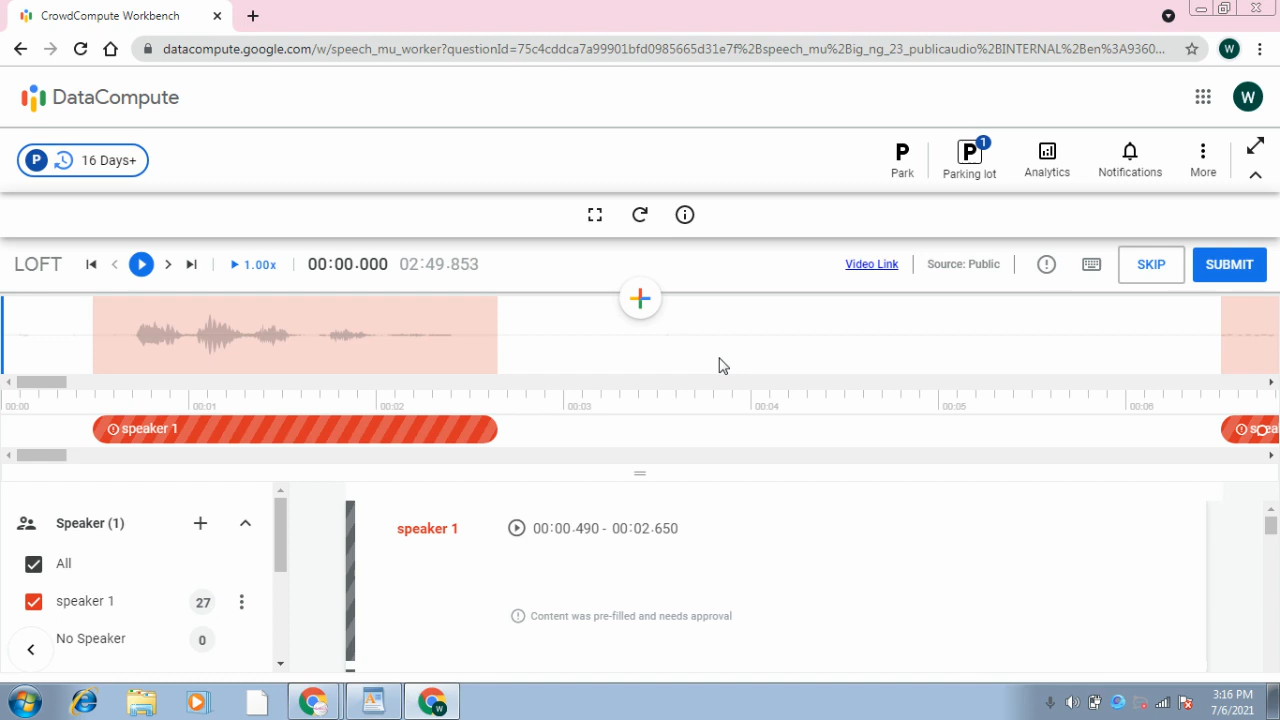 CrowdCompute Workbench
datacompute.google.com/w/speech_mu_worker?questionId=75c4cddca7a99901bfd0985665d31e7f%2Bspeech_mu%2Big_ng_23_publicaudio%2BINTERNAL%2Ben%3A9360...
W
DataCompute
W
P 16 Days+
P P 1
Park Parking lot Analytics Notifications More
LOFT 1.00x 00:00.000 02:49.853 Video Link Source: Public SKIP SUBMIT
00:00 00:01 00:02 00:03 00:04 00:05 00:06
speaker 1
Speaker (1)
All
speaker 1 27
No Speaker 0
speaker 1 00:00.490 - 00:02.650
Content was pre-filled and needs approval
3:16 PM
7/6/2021